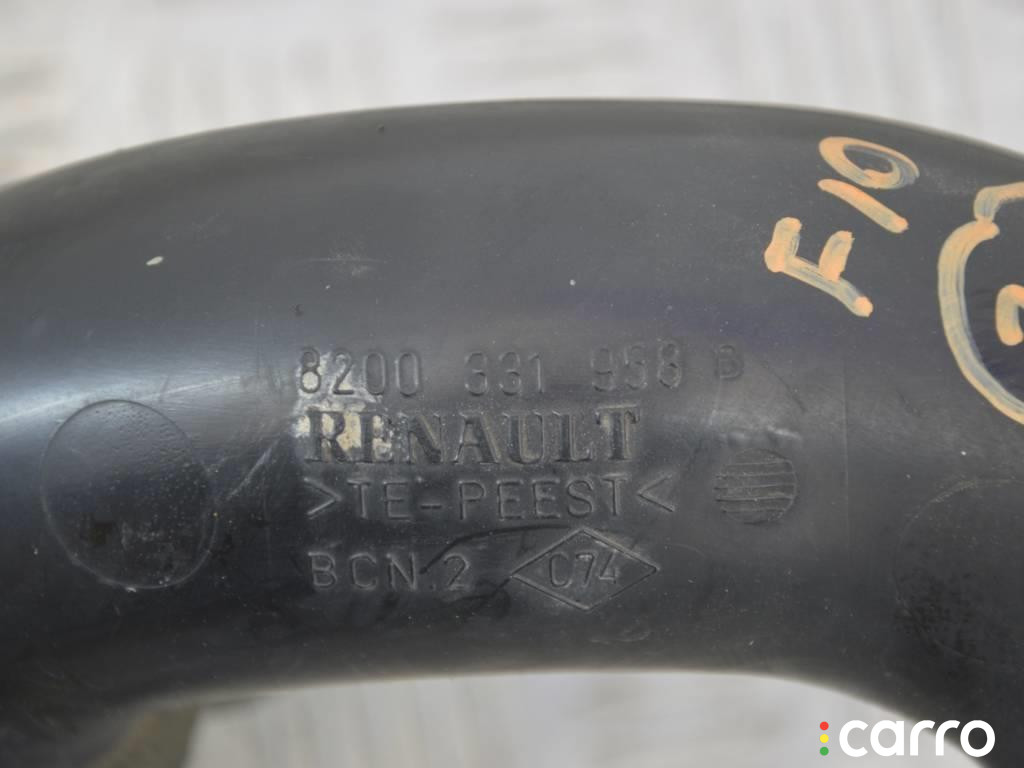 F10
8200 331 958 B
RENAULT
>TE-PEEST<
BCN.2 C74
carro